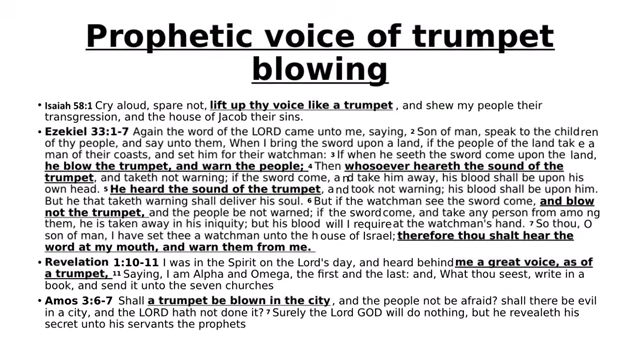 Prophetic voice of trumpet
blowing
• Isaiah 58:1 Cry aloud, spare not, lift up thy voice like a trumpet , and shew my people their
transgression, and the house of Jacob their sins.
• Ezekiel 33:1-7 Again the word of the LORD came unto me, saying, 2 Son of man, speak to the children
of thy people, and say unto them, When I bring the sword upon a land, if the people of the land tak e a
man of their coasts, and set him for their watchman: 3 If when he seeth the sword come upon the land,
he blow the trumpet, and warn the people; 4 Then whosoever heareth the sound of the
trumpet, and taketh not warning; if the sword come, and take him away, his blood shall be upon his
own head. 5 He heard the sound of the trumpet, and took not warning; his blood shall be upon him.
But he that taketh warning shall deliver his soul. 6 But if the watchman see the sword come, and blow
not the trumpet, and the people be not warned; if the sword come, and take any person from amo ng
them, he is taken away in his iniquity; but his blood will I require at the watchman's hand. 7 So thou, O
son of man, I have set thee a watchman unto the h ouse of Israel; therefore thou shalt hear the
word at my mouth, and warn them from me.
• Revelation 1:10-11 I was in the Spirit on the Lord's day, and heard behind me a great voice, as of
a trumpet, 11 Saying, I am Alpha and Omega, the first and the last: and, What thou seest, write in a
book, and send it unto the seven churches
• Amos 3:6-7 Shall a trumpet be blown in the city , and the people not be afraid? shall there be evil
in a city, and the LORD hath not done it? 7 Surely the Lord GOD will do nothing, but he revealeth his
secret unto his servants the prophets